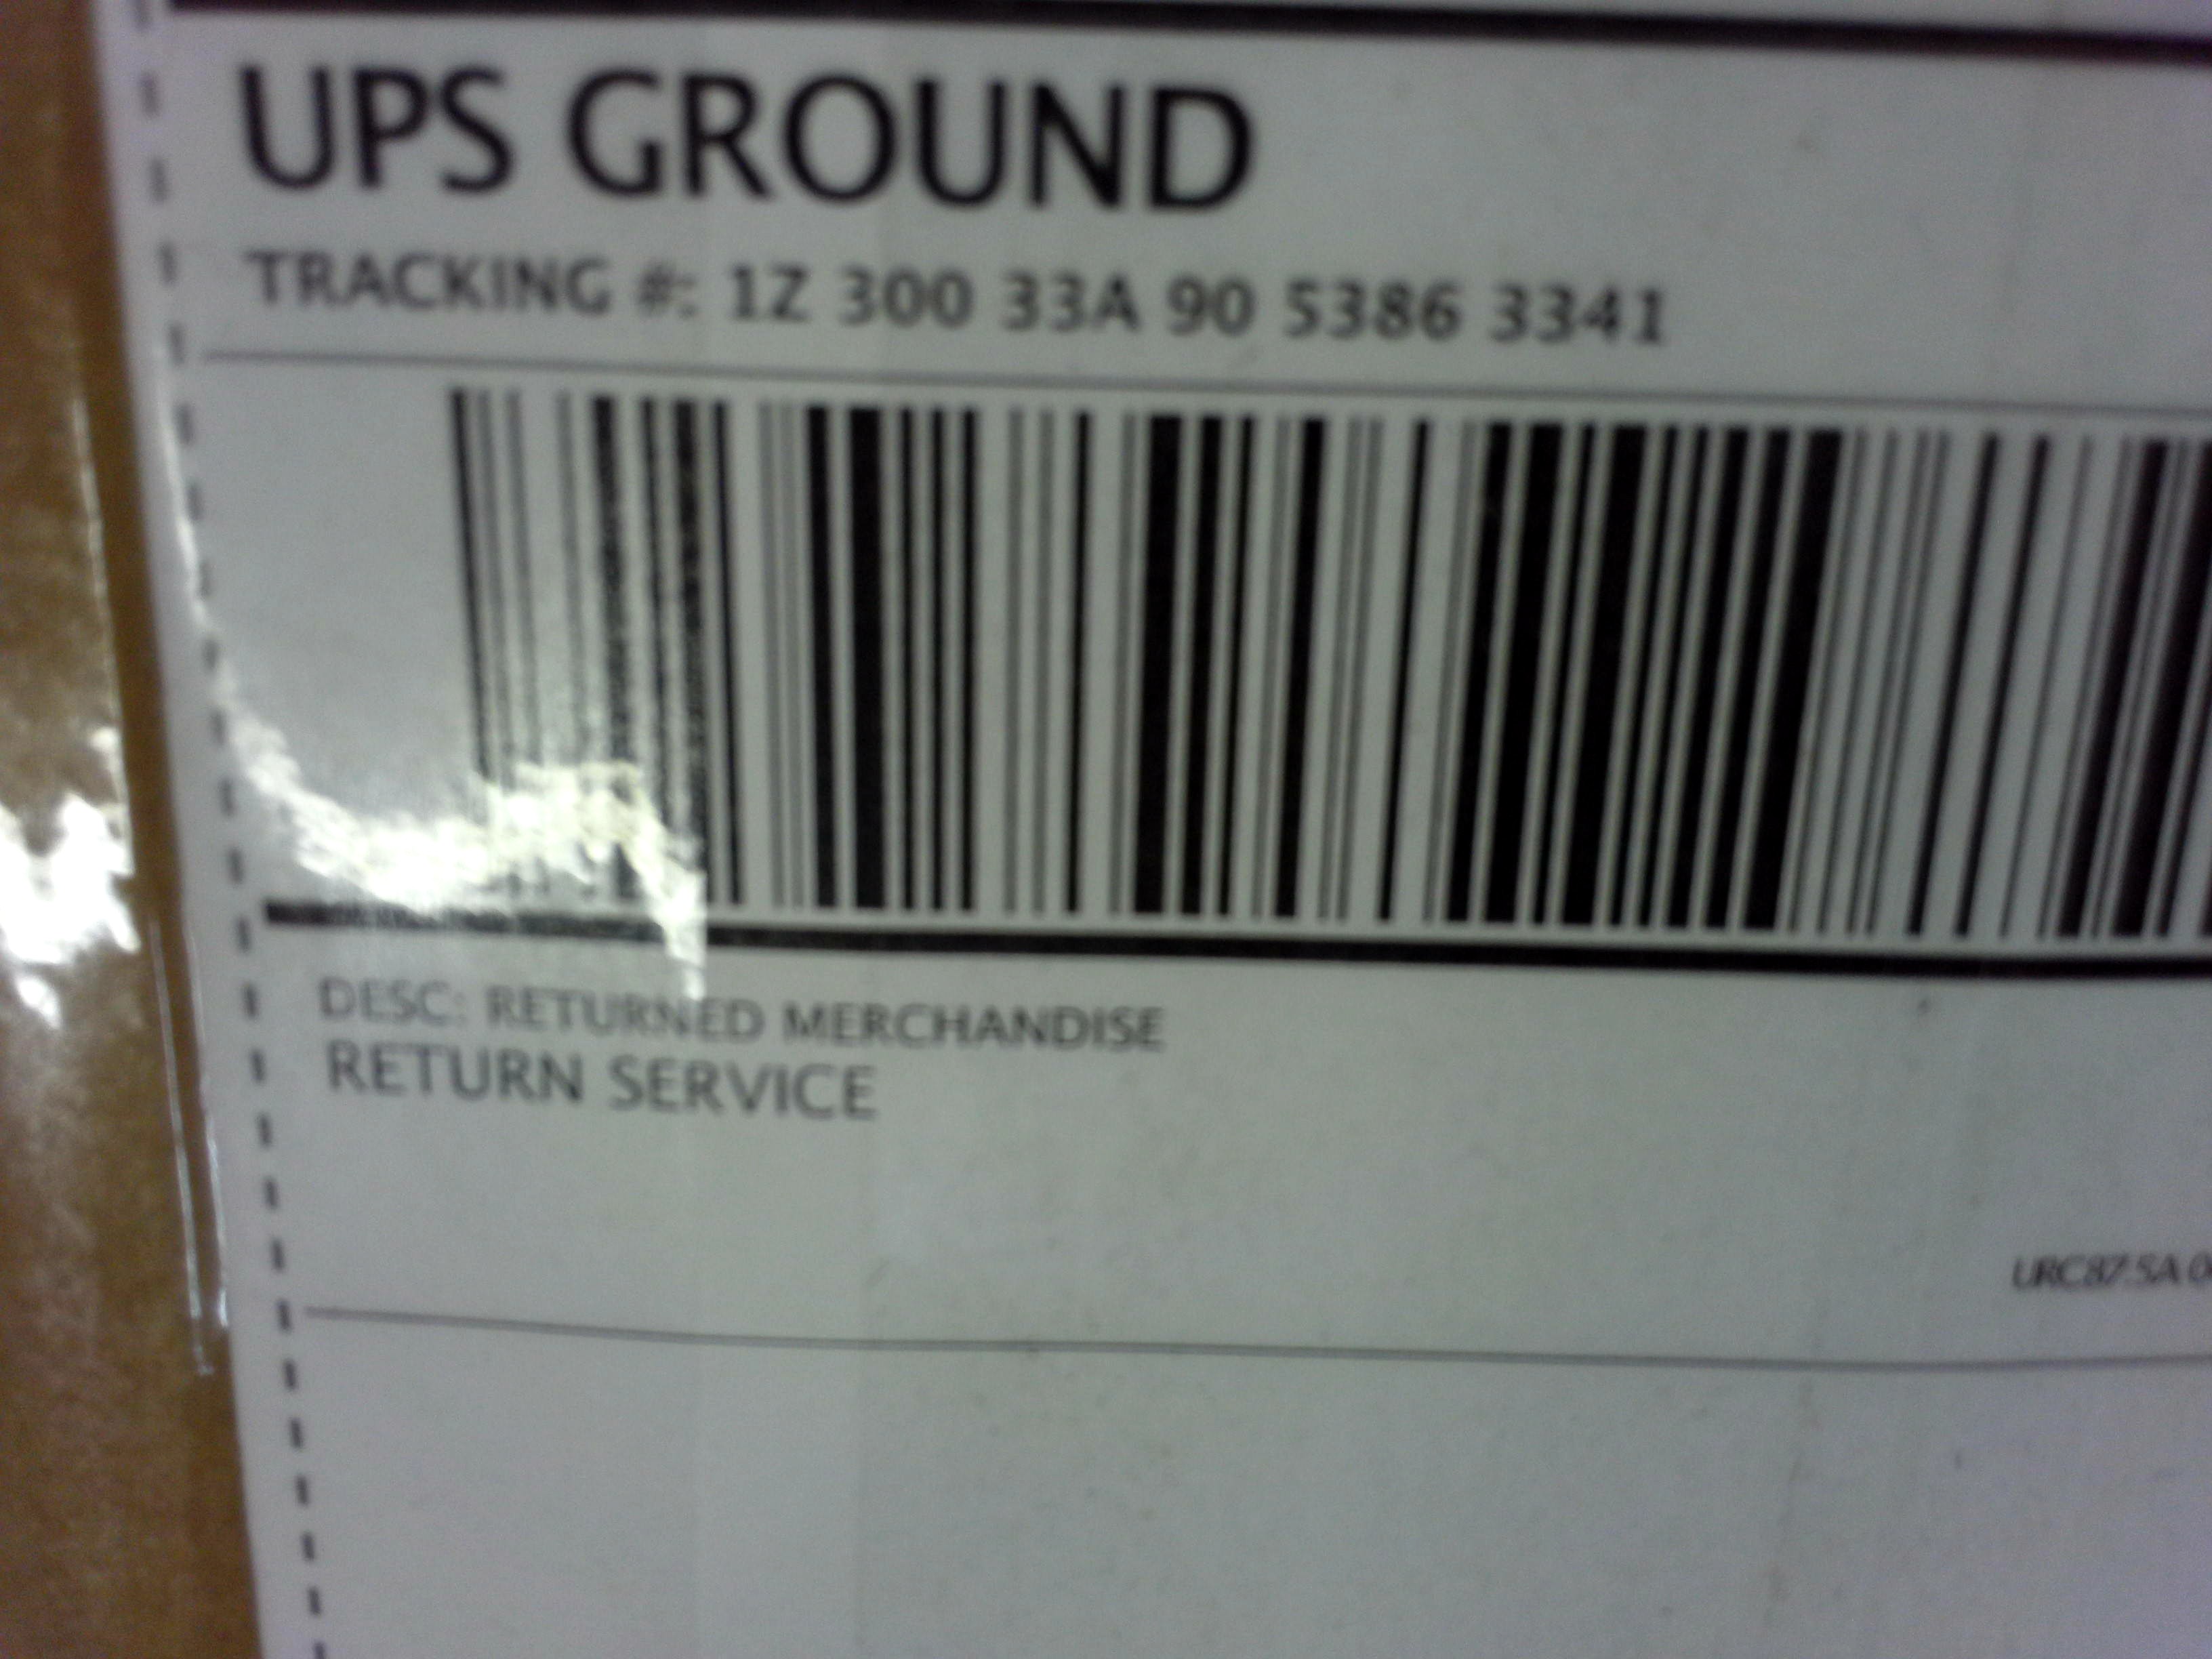 UPS GROUND
TRACKING #: 1Z 300 33A 90 5386 3341
DESC: RETURNED MERCHANDISE
RETURN SERVICE